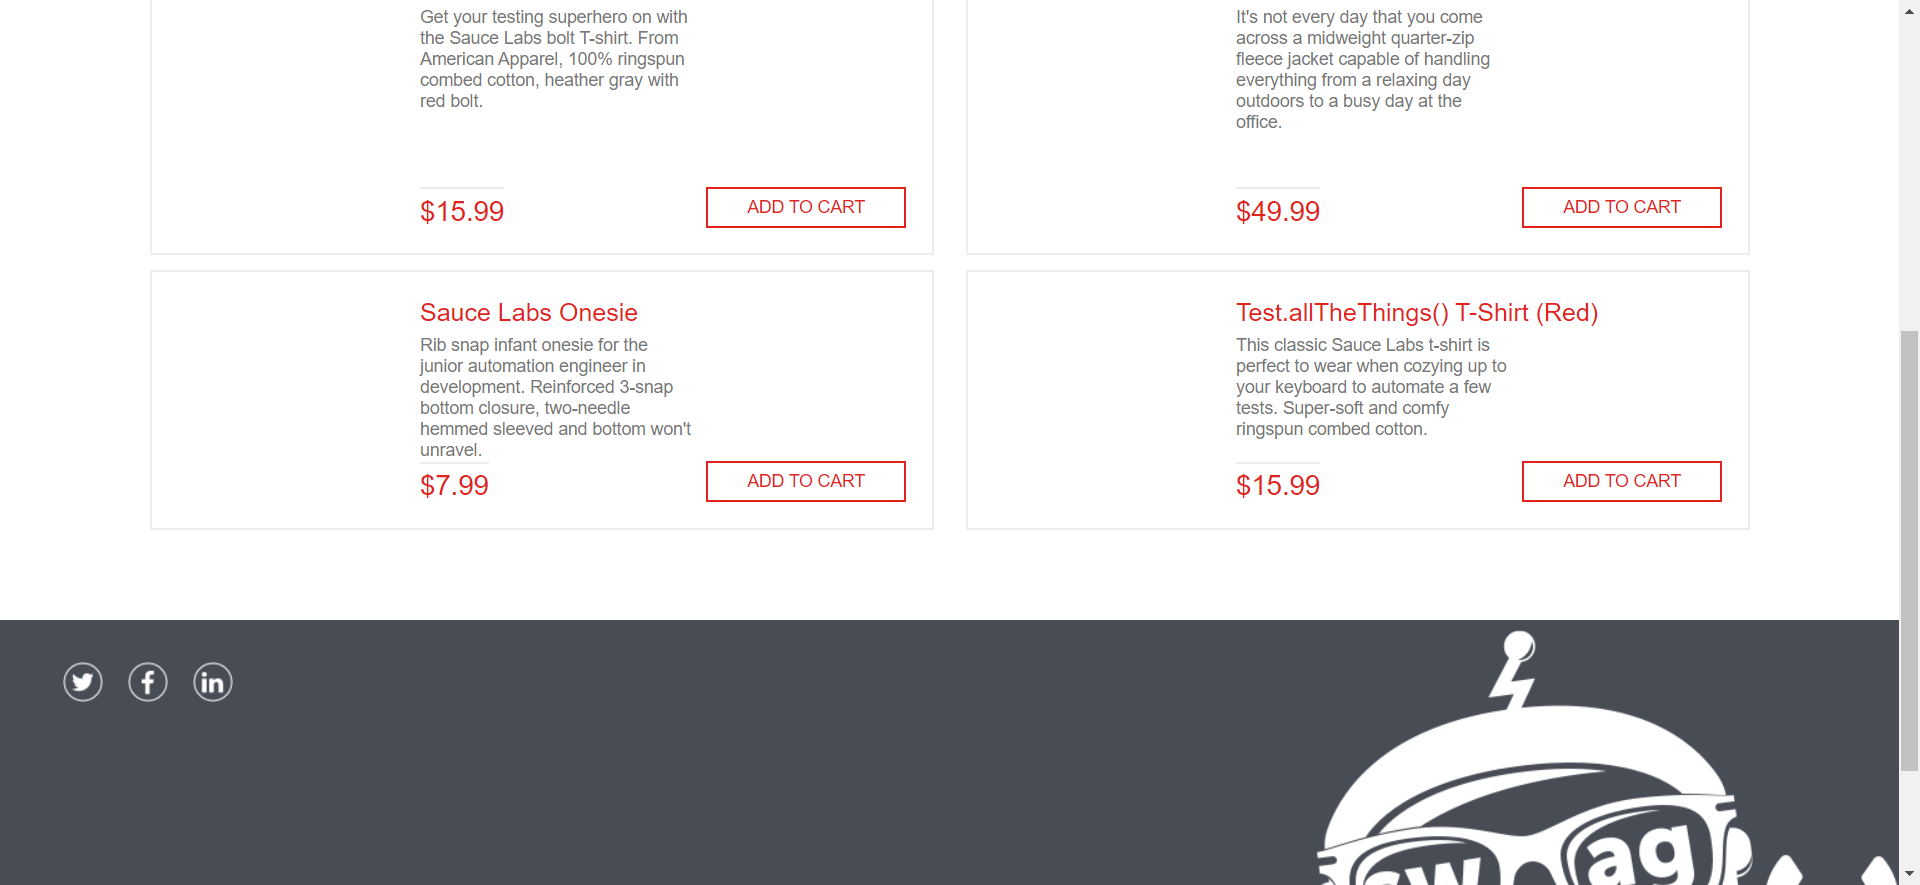 Get your testing superhero on with
the Sauce Labs bolt T-shirt. From
American Apparel, 100% ringspun
combed cotton, heather gray with
red bolt.
$15.99
ADD TO CART
It's not every day that you come
across a midweight quarter-zip
fleece jacket capable of handling
everything from a relaxing day
outdoors to a busy day at the
office.
$49.99
ADD TO CART
Sauce Labs Onesie
Rib snap infant onesie for the
junior automation engineer in
development. Reinforced 3-snap
bottom closure, two-needle
hemmed sleeved and bottom won't
unravel.
$7.99
ADD TO CART
Test.allTheThings() T-Shirt (Red)
This classic Sauce Labs t-shirt is
perfect to wear when cozying up to
your keyboard to automate a few
tests. Super-soft and comfy
ringspun combed cotton.
$15.99
ADD TO CART
f
in
sw ag